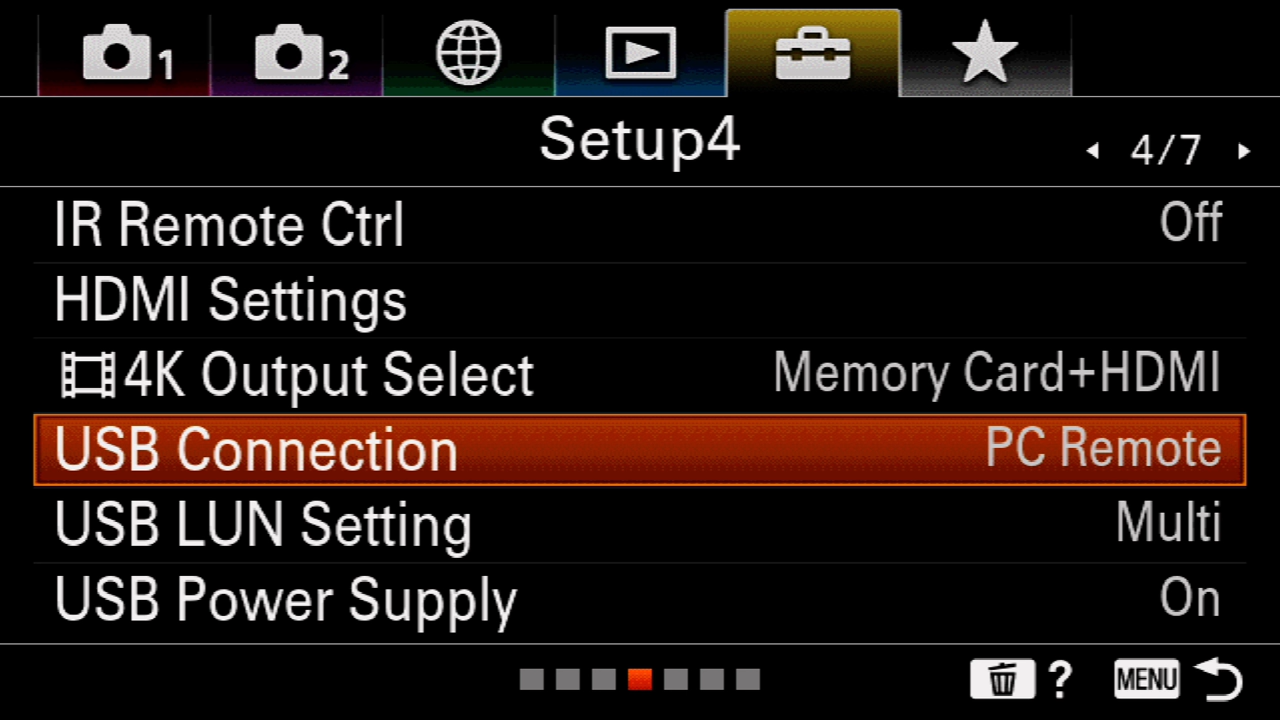 1 2
Setup4
4/7
IR Remote Ctrl Off
HDMI Settings
4K Output Select Memory Card+HDMI
USB Connection PC Remote
USB LUN Setting Multi
USB Power Supply On
? MENU